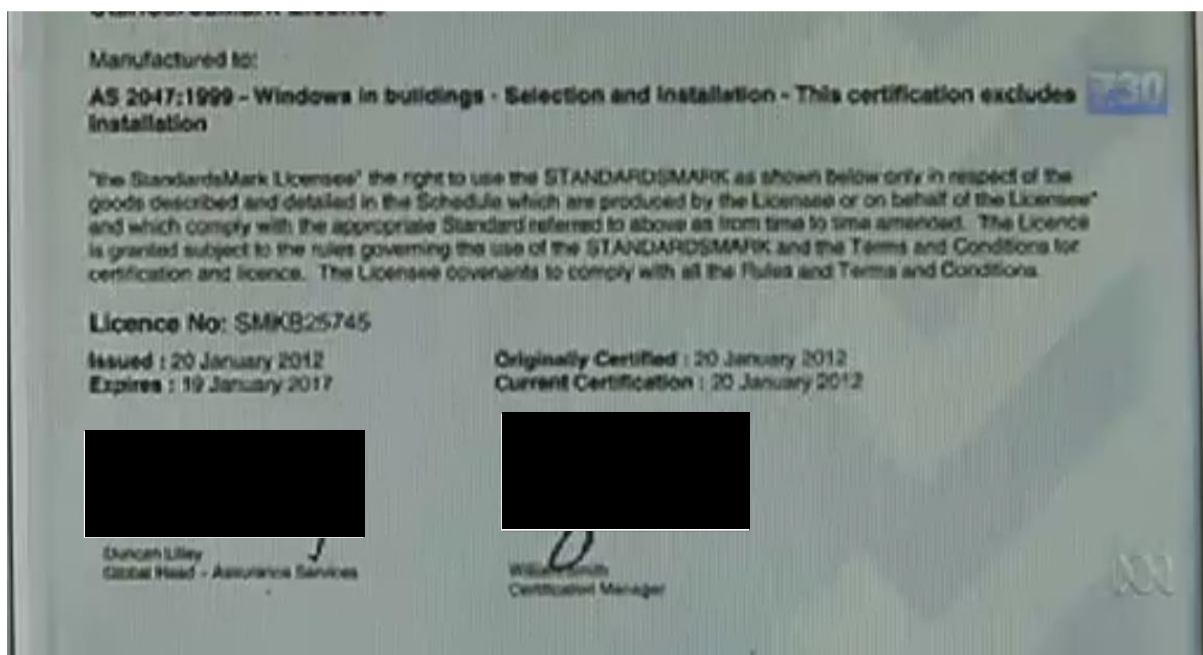 StandardsMark Licence
Manufactured to:
AS 2047:1999 - Windows in buildings - Selection and Installation - This certification excludes
Installation
7.30
"the StandardsMark Licensee" the right to use the STANDARDSMARK as shown below only in respect of the
goods described and detailed in the Schedule which are produced by the Licensee or on behalf of the Licensee"
and which comply with the appropriate Standard referred to above as from time to time amended. The Licence
is granted subject to the rules governing the use of the STANDARDSMARK and the Terms and Conditions for
certification and licence. The Licensee covenants to comply with all the Rules and Terms and Conditions.
Licence No: SMKB25745
Issued : 20 January 2012
Expires : 19 January 2017
Originally Certified : 20 January 2012
Current Certification : 20 January 2012
Duncan Lilley
Global Head - Assurance Services
William Smith
Certification Manager